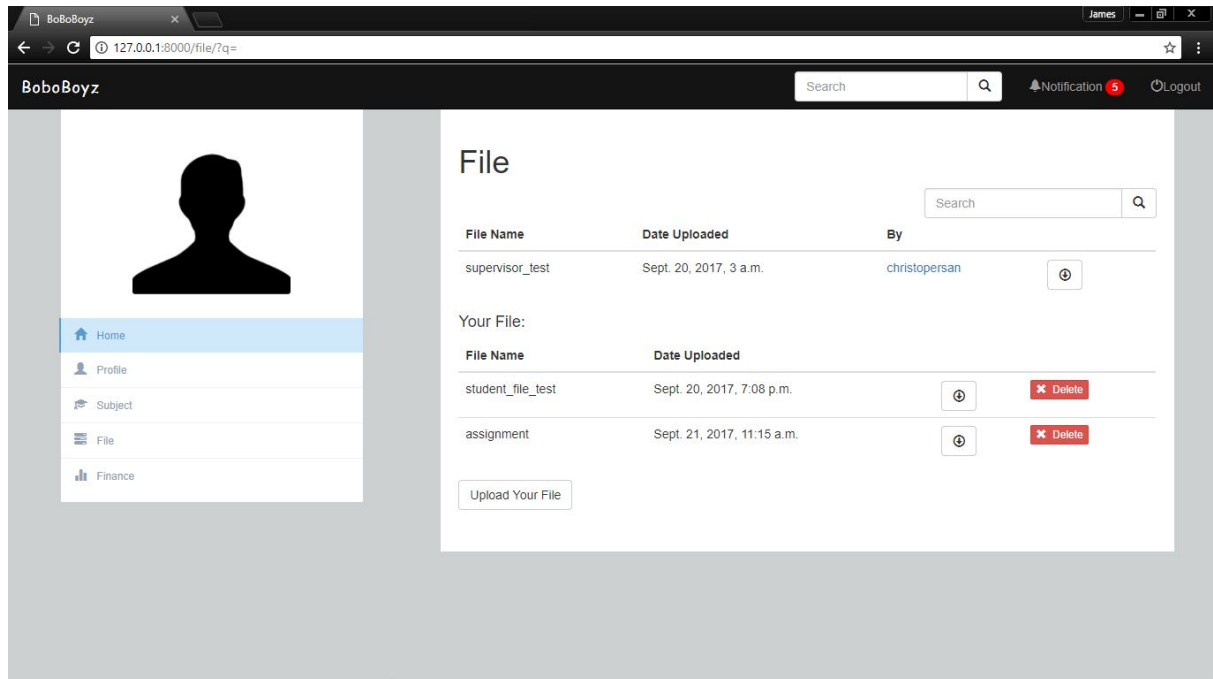 BoBoBoyz
James
127.0.0.1:8000/file/?q=
BoboBoyz
Search
Notification 5
Logout
Home
Profile
Subject
File
Finance
File
Search
File Name Date Uploaded By
supervisor_test Sept. 20, 2017, 3 a.m. christopersan
Your File:
File Name Date Uploaded
student_file_test Sept. 20, 2017, 7:08 p.m. Delete
assignment Sept. 21, 2017, 11:15 a.m. Delete
Upload Your File